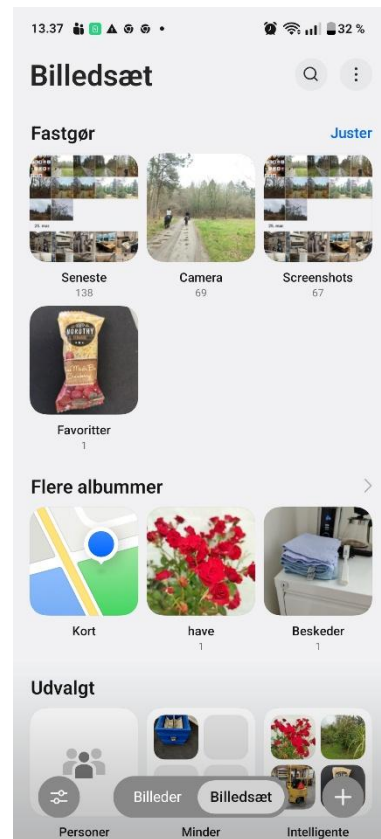 13.37
32 %
Billedsæt
Fastgør
Juster
Seneste
138
Camera
69
Screenshots
67
DOROTHY
Favoritter
1
Flere albummer
Kort
have
1
Beskeder
1
Udvalgt
Billeder
Billedsæt
Personer
Minder
Intelligente